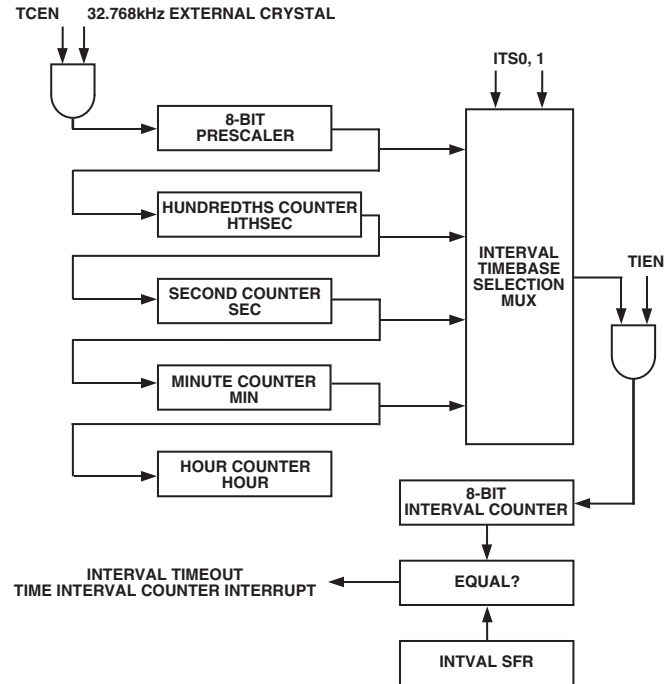 TCEN 32.768kHz EXTERNAL CRYSTAL
ITS0, 1
8-BIT
PRESCALER
HUNDREDTHS COUNTER
HTHSEC
INTERVAL
TIMEBASE
SELECTION
MUX
TIEN
SECOND COUNTER
SEC
MINUTE COUNTER
MIN
HOUR COUNTER
HOUR
8-BIT
INTERVAL COUNTER
INTERVAL TIMEOUT
TIME INTERVAL COUNTER INTERRUPT
EQUAL?
INTVAL SFR